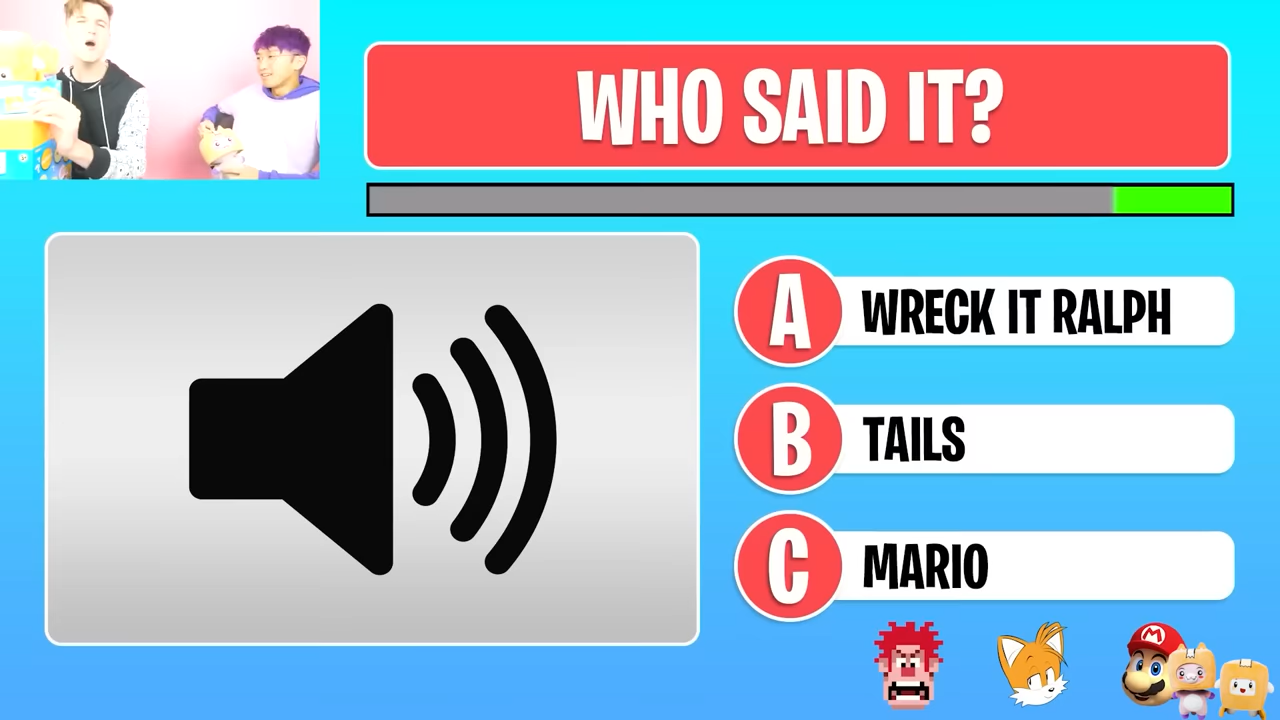 WHO SAID IT?
A WRECK IT RALPH
B TAILS
C MARIO
M